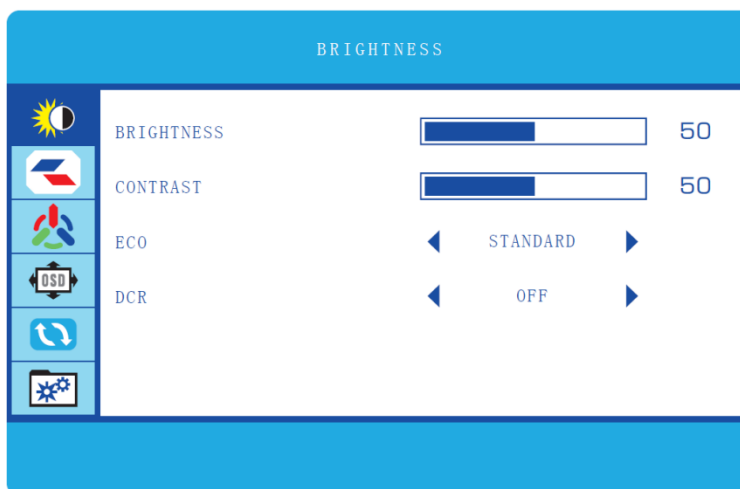 BRIGHTNESS
BRIGHTNESS 50
CONTRAST 50
ECO STANDARD
OSD
DCR OFF